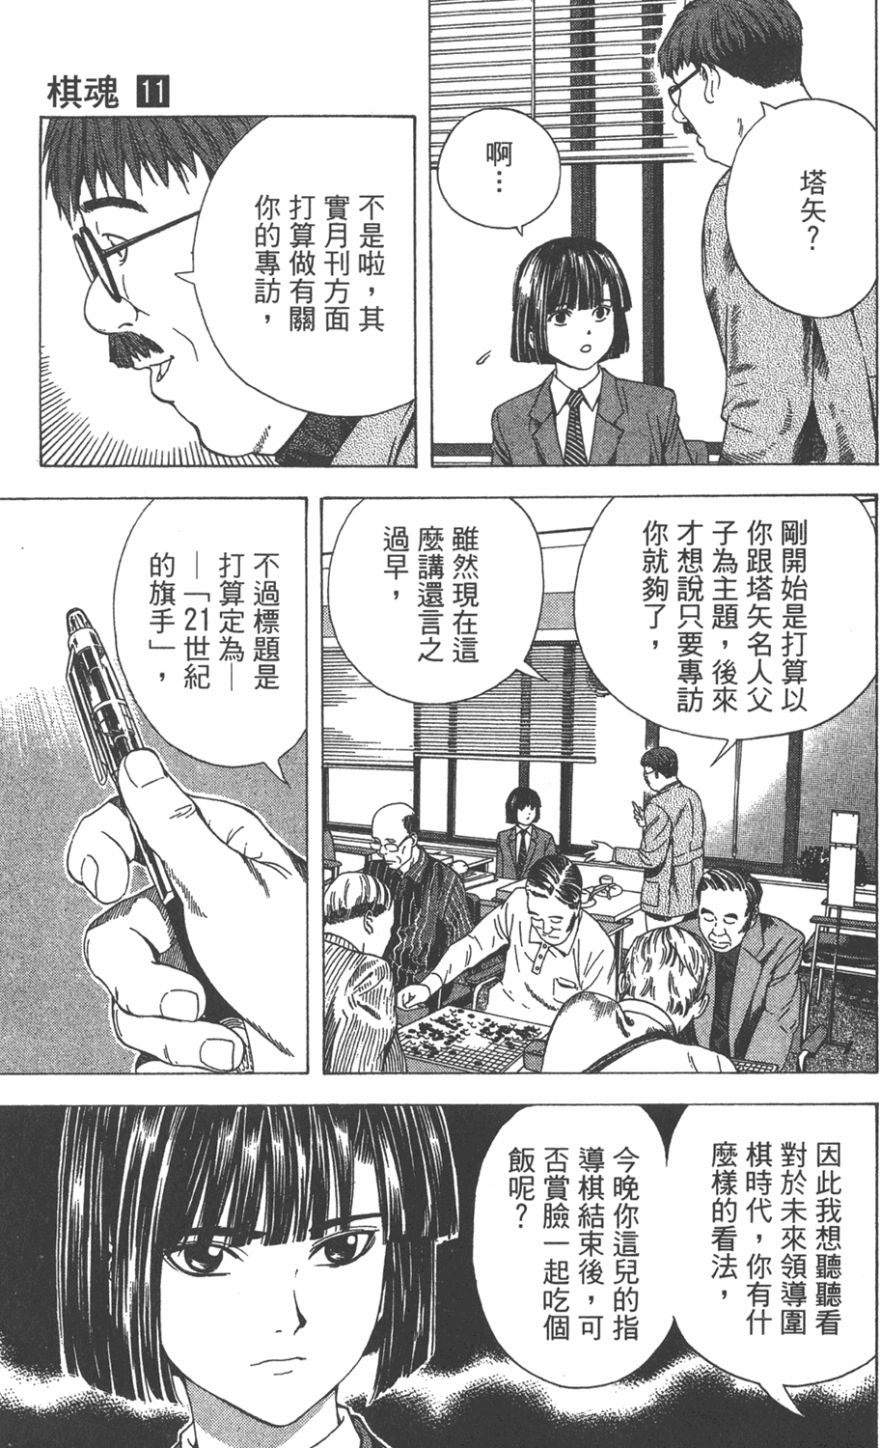 棋魂 11
塔矢？
啊…
不是啦，其
實月刊方面
打算做有關
你的專訪，
剛開始是打算以
你跟塔矢名人父
子為主題，後來
才想說只要專訪
你就夠了，
雖然現在這
麼講還言之
過早，
不過標題是
打算定為—
—「21世紀
的旗手」，
因此我想聽聽看
對於未來領導圍
棋時代，你有什
麼樣的看法，
今晚你這兒的指
導棋結束後，可
否賞臉一起吃個
飯呢？